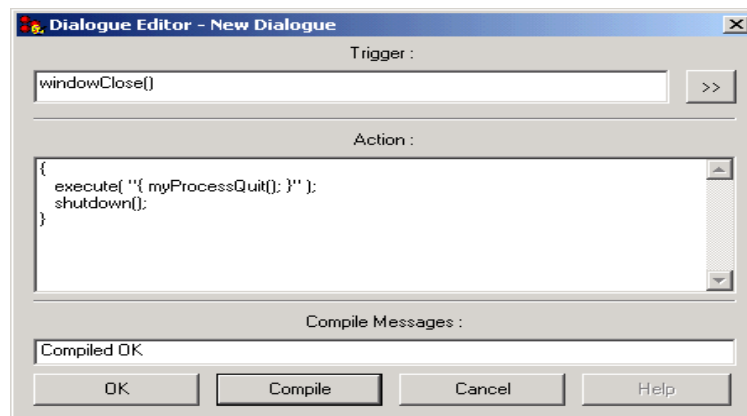 Dialogue Editor - New Dialogue
Trigger :
windowClose()
>>
Action :
{
execute( "{ myProcessQuit(); }" );
shutdown();
}
Compile Messages :
Compiled OK
OK Compile Cancel Help